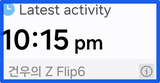 Latest activity
10:15 pm
건우의 Z Flip6